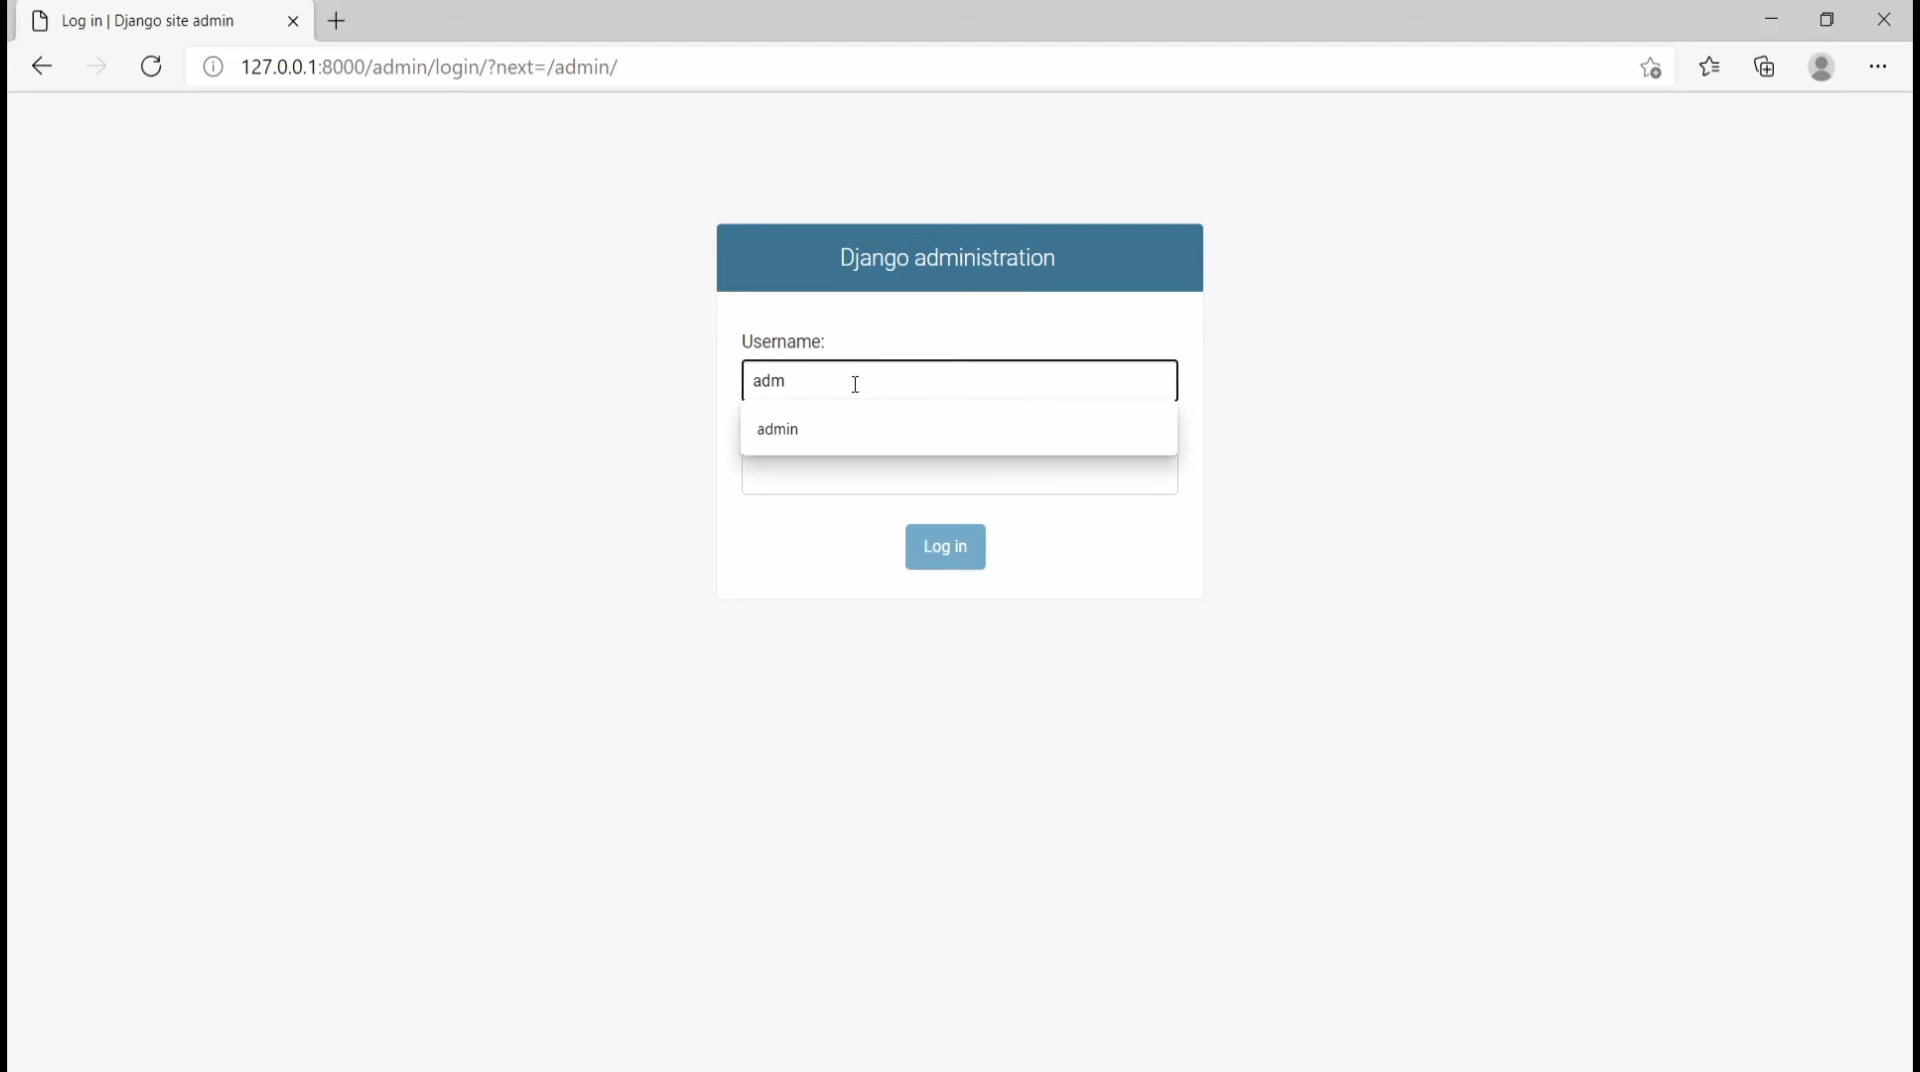 Log in | Django site admin
127.0.0.1:8000/admin/login/?next=/admin/
Django administration
Username:
adm
admin
Log in